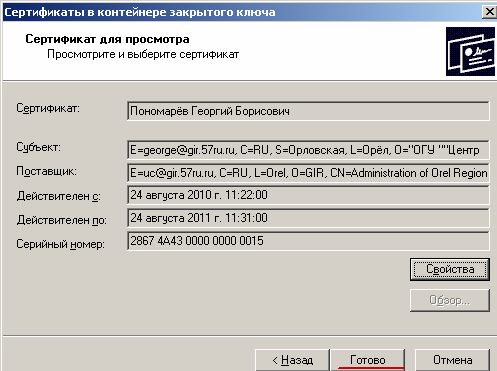 Сертификаты в контейнере закрытого ключа
Сертификат для просмотра
Просмотрите и выберите сертификат
Сертификат: Пономарёв Георгий Борисович
Субъект: E=george@gir.57ru.ru, C=RU, S=Орловская, L=Орёл, O="ОГУ ""Центр
Поставщик: E=uc@gir.57ru.ru, C=RU, L=Orel, O=GIR, CN=Administration of Orel Region
Действителен с: 24 августа 2010 г. 11:22:00
Действителен по: 24 августа 2011 г. 11:31:00
Серийный номер: 2867 4A43 0000 0000 0015
Свойства
Обзор...
< Назад Готово Отмена